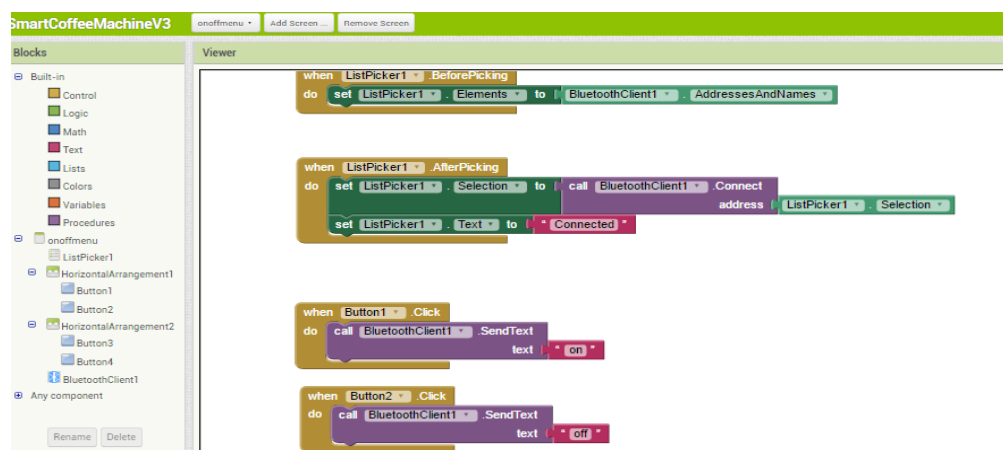 SmartCoffeeMachineV3 onoffmenu Add Screen ... Remove Screen
Blocks Viewer
Built-in
Control
Logic
Math
Text
Lists
Colors
Variables
Procedures
onoffmenu
ListPicker1
HorizontalArrangement1
Button1
Button2
HorizontalArrangement2
Button3
Button4
BluetoothClient1
Any component
Rename Delete
when ListPicker1 .BeforePicking
do set ListPicker1 . Elements to BluetoothClient1 . AddressesAndNames
when ListPicker1 .AfterPicking
do set ListPicker1 . Selection to call BluetoothClient1 .Connect
address ListPicker1 . Selection
set ListPicker1 . Text to " Connected "
when Button1 .Click
do call BluetoothClient1 .SendText
text " on "
when Button2 .Click
do call BluetoothClient1 .SendText
text " off "